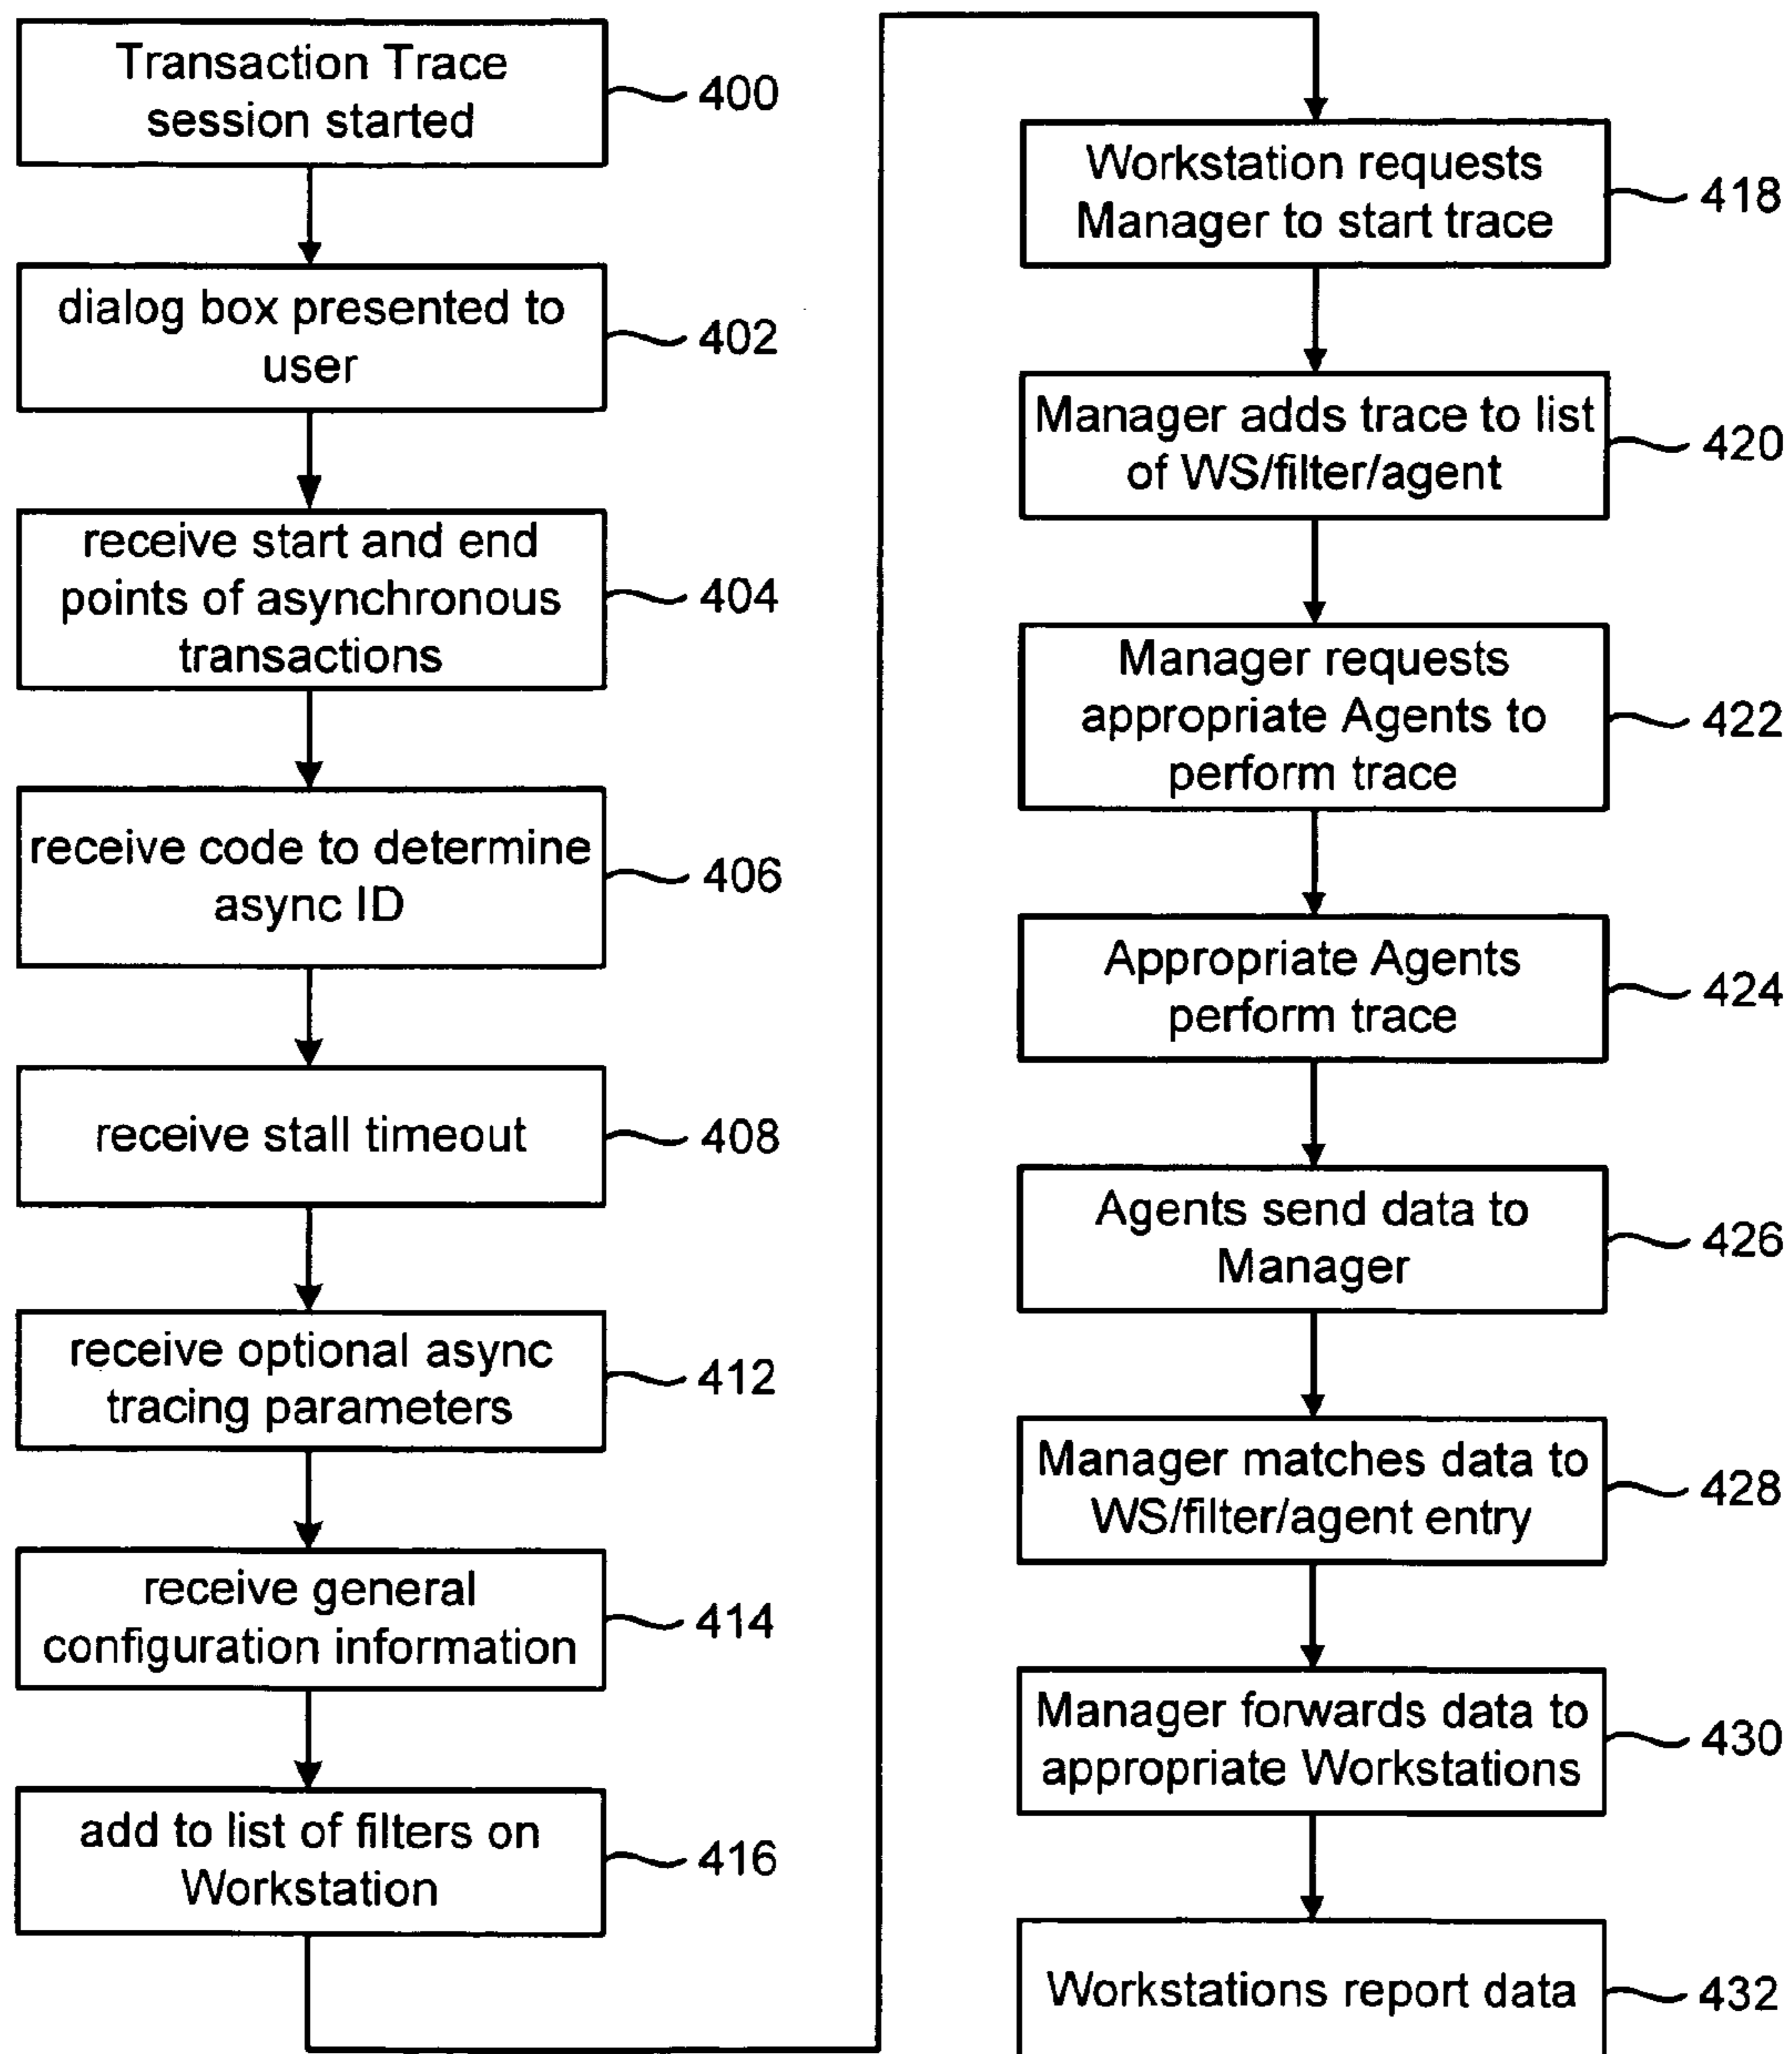 Transaction Trace
session started
400
dialog box presented to
user
402
receive start and end
points of asynchronous
transactions
404
receive code to determine
async ID
406
receive stall timeout
408
receive optional async
tracing parameters
412
receive general
configuration information
414
add to list of filters on
Workstation
416
Workstation requests
Manager to start trace
418
Manager adds trace to list
of WS/filter/agent
420
Manager requests
appropriate Agents to
perform trace
422
Appropriate Agents
perform trace
424
Agents send data to
Manager
426
Manager matches data to
WS/filter/agent entry
428
Manager forwards data to
appropriate Workstations
430
Workstations report data
432